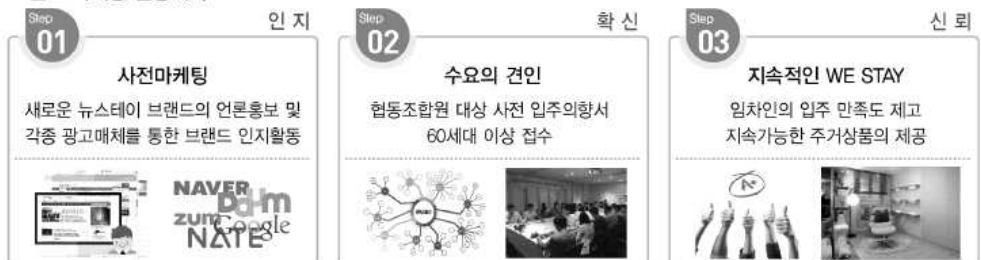 Step
01
인 지
사전마케팅
새로운 뉴스테이 브랜드의 언론홍보 및
각종 광고매체를 통한 브랜드 인지활동
NAVER
Daum
zum
Google
NATE
Step
02
확 신
수요의 견인
협동조합원 대상 사전 입주의향서
60세대 이상 접수
Step
03
신 뢰
지속적인 WE STAY
임차인의 입주 만족도 제고
지속가능한 주거상품의 제공
A+